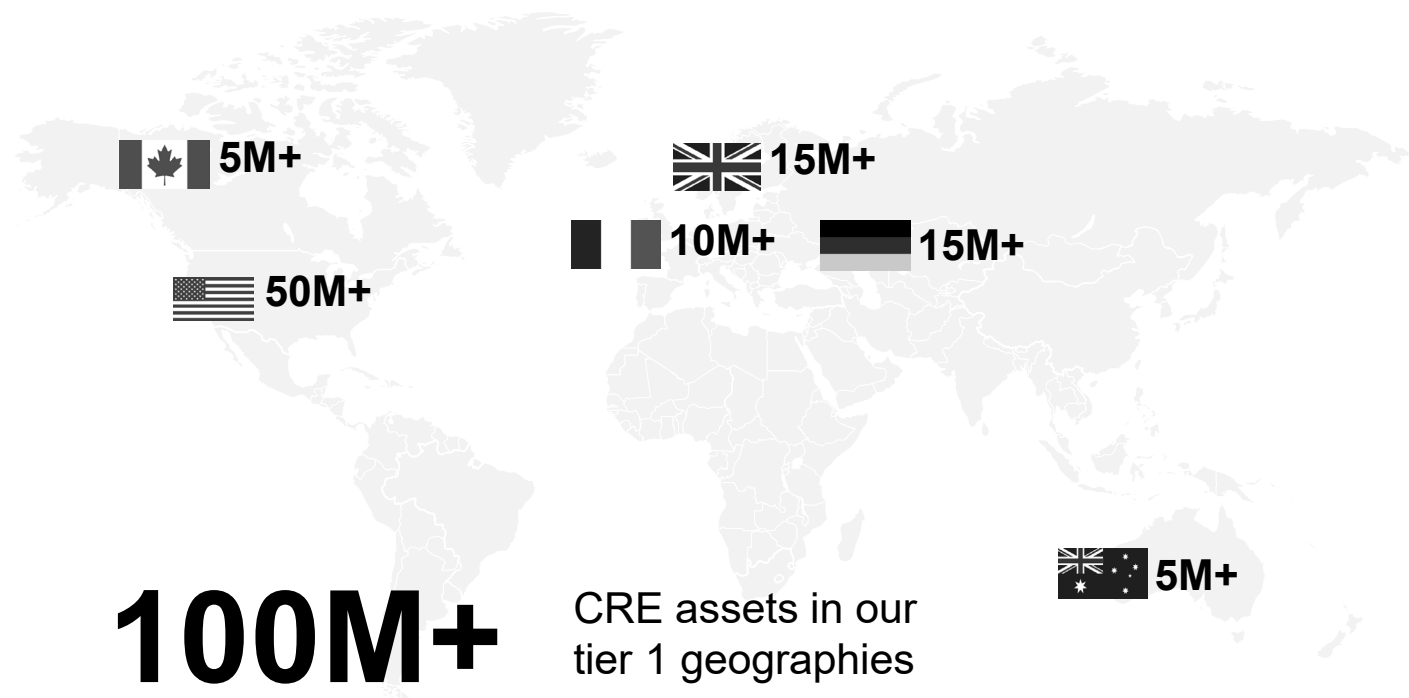 5M+
15M+
10M+
15M+
50M+
5M+
100M+
CRE assets in our
tier 1 geographies